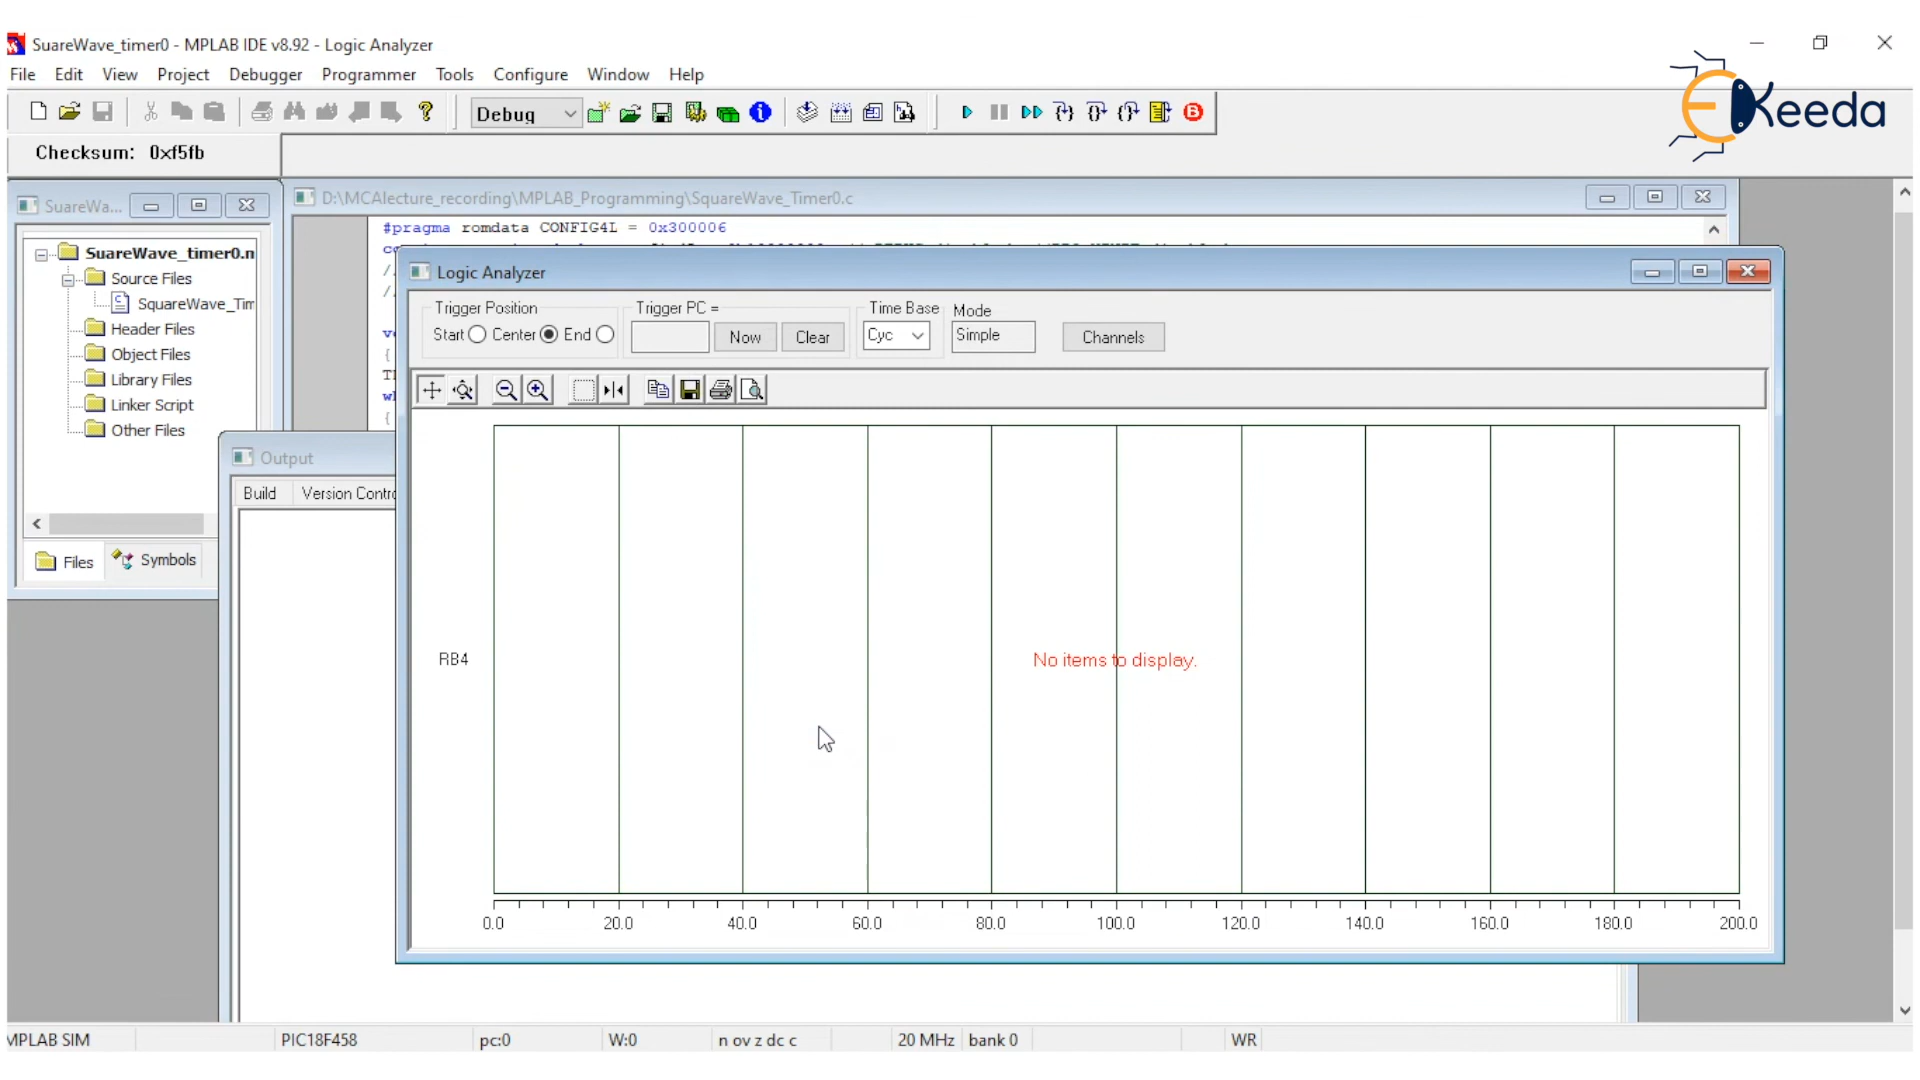 SuareWave_timer0 - MPLAB IDE v8.92 - Logic Analyzer
File Edit View Project Debugger Programmer Tools Configure Window Help
Debug
EKeeda
Checksum: 0xf5fb
SuareWa...
D:\MCAlecture_recording\MPLAB_Programming\SquareWave_Timer0.c
#pragma romdata CONFIG4L = 0x300006
SuareWave_timer0.n
Source Files
SquareWave_Tim
Header Files
Object Files
Library Files
Linker Script
Other Files
Files Symbols
Output
Build Version Contro
Logic Analyzer
Trigger Position Trigger PC = Time Base Mode
Start Center End Now Clear Cyc Simple Channels
RB4
No items to display.
0.0 20.0 40.0 60.0 80.0 100.0 120.0 140.0 160.0 180.0 200.0
MPLAB SIM PIC18F458 pc:0 W:0 n ov z dc c 20 MHz bank 0 WR